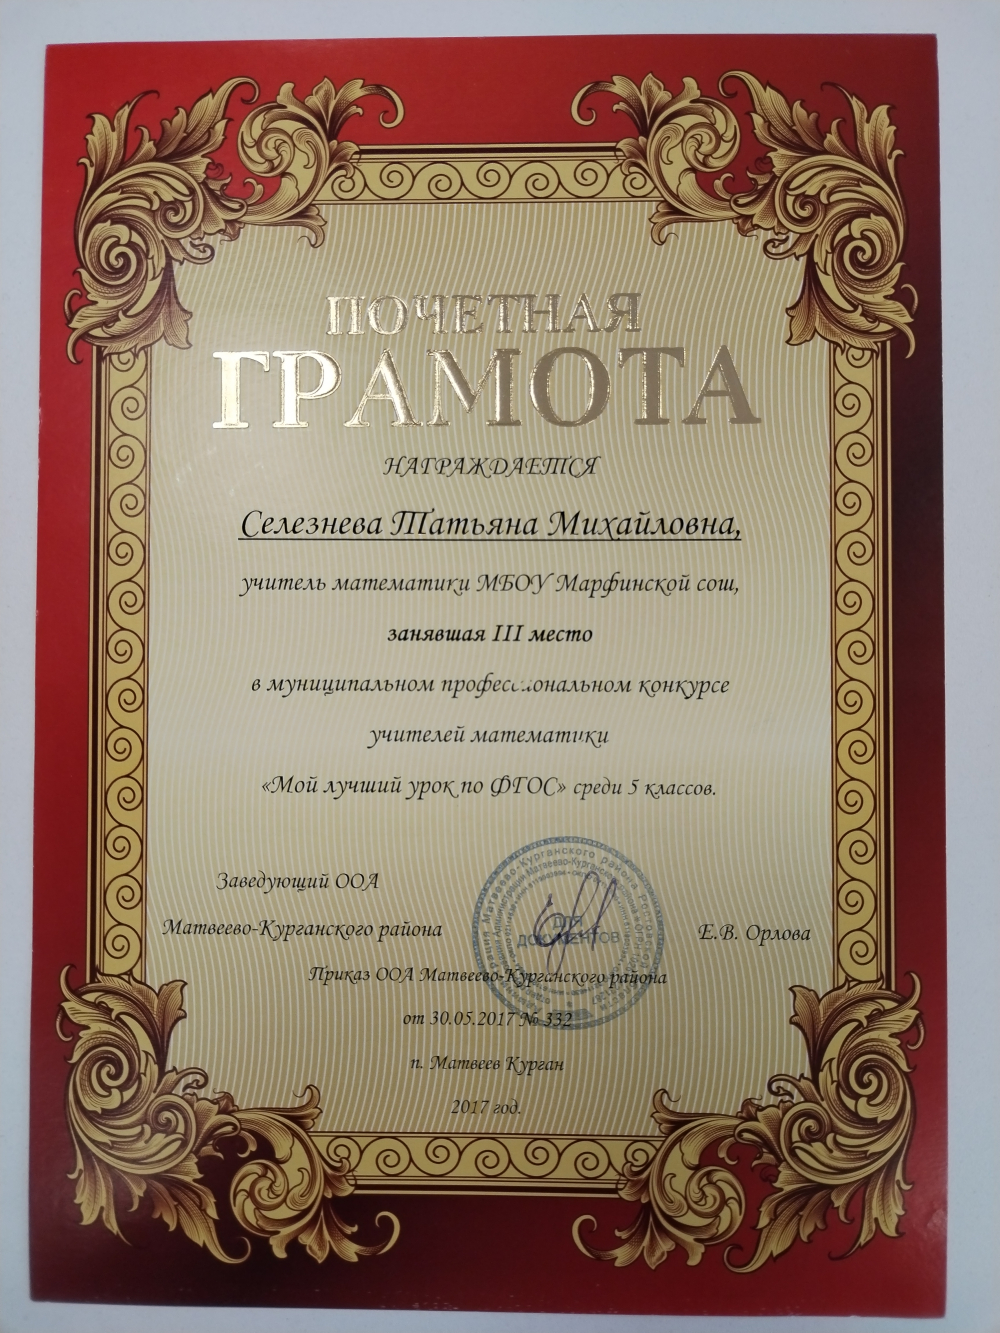 ПОЧЕТНАЯ
ГРАМОТА
НАГРАЖДАЕТСЯ
Селезнева Татьяна Михайловна,
учитель математики МБОУ Марфинской сош,
занявшая III место
в муниципальном профессиональном конкурсе
учителей математики
«Мой лучший урок по ФГОС» среди 5 классов.
Заведующий ООА
Матвеево-Курганского района
Е.В. Орлова
ДЛЯ
ДОКУМЕНТОВ
Приказ ООА Матвеево-Курганского района
от 30.05.2017 № 332
п. Матвеев Курган
2017 год.